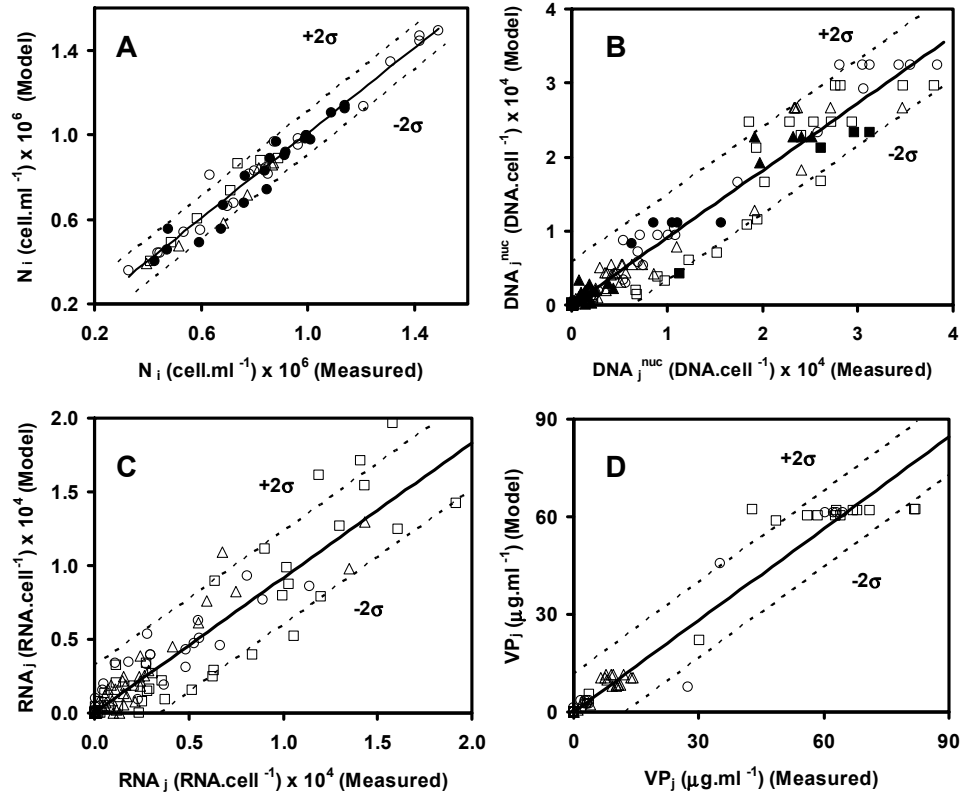 A
+2σ
-2σ
1.4
1.0
0.6
0.2
0.2 0.6 1.0 1.4
N i (cell.ml -1) x 10^6 (Model)
N i (cell.ml -1) x 10^6 (Measured)
B
+2σ
-2σ
4
3
2
1
0
0 1 2 3 4
DNA j^nuc (DNA.cell -1) x 10^4 (Model)
DNA j^nuc (DNA.cell -1) x 10^4 (Measured)
C
+2σ
-2σ
2.0
1.5
1.0
0.5
0.0
0.0 0.5 1.0 1.5 2.0
RNA j (RNA.cell -1) x 10^4 (Model)
RNA j (RNA.cell -1) x 10^4 (Measured)
D
+2σ
-2σ
90
60
30
0
0 30 60 90
VP j (µg.ml -1) (Model)
VP j (µg.ml -1) (Measured)